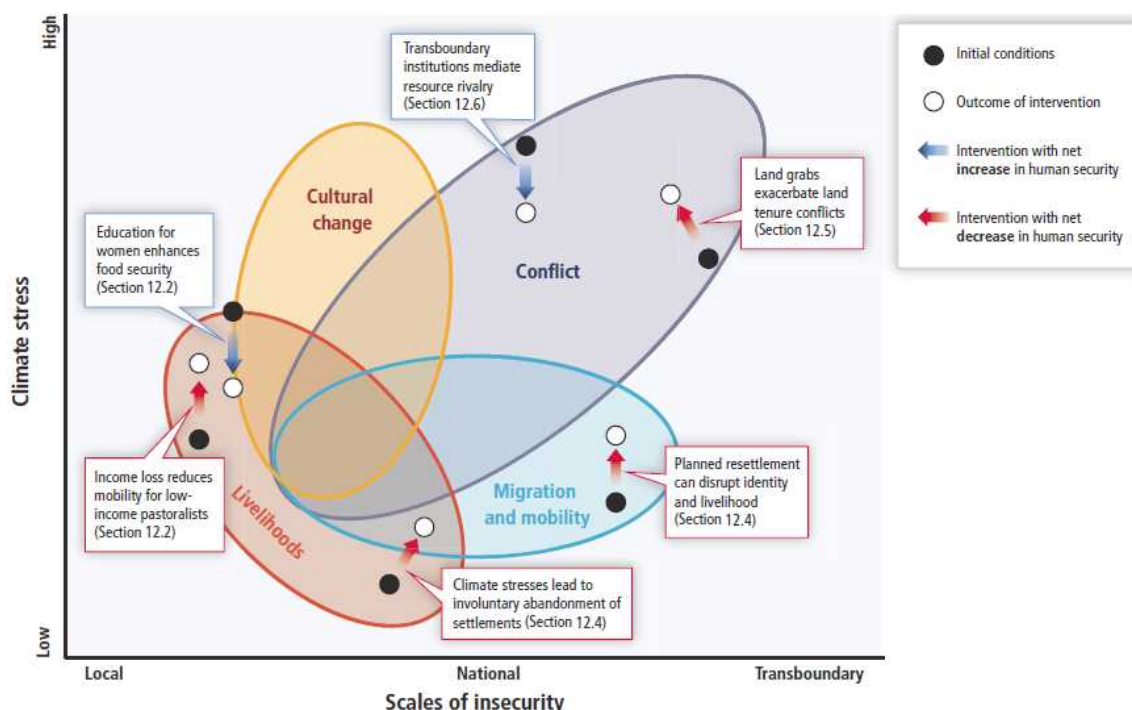 High
Climate stress
Low
Local
National
Transboundary
Scales of insecurity
Transboundary
institutions mediate
resource rivalry
(Section 12.6)
Land grabs
exacerbate land
tenure conflicts
(Section 12.5)
Cultural
change
Education for
women enhances
food security
(Section 12.2)
Conflict
Income loss reduces
mobility for low-
income pastoralists
(Section 12.2)
Livelihoods
Migration
and mobility
Planned resettlement
can disrupt identity
and livelihood
(Section 12.4)
Climate stresses lead to
involuntary abandonment of
settlements (Section 12.4)
Initial conditions
Outcome of intervention
Intervention with net
increase in human security
Intervention with net
decrease in human security